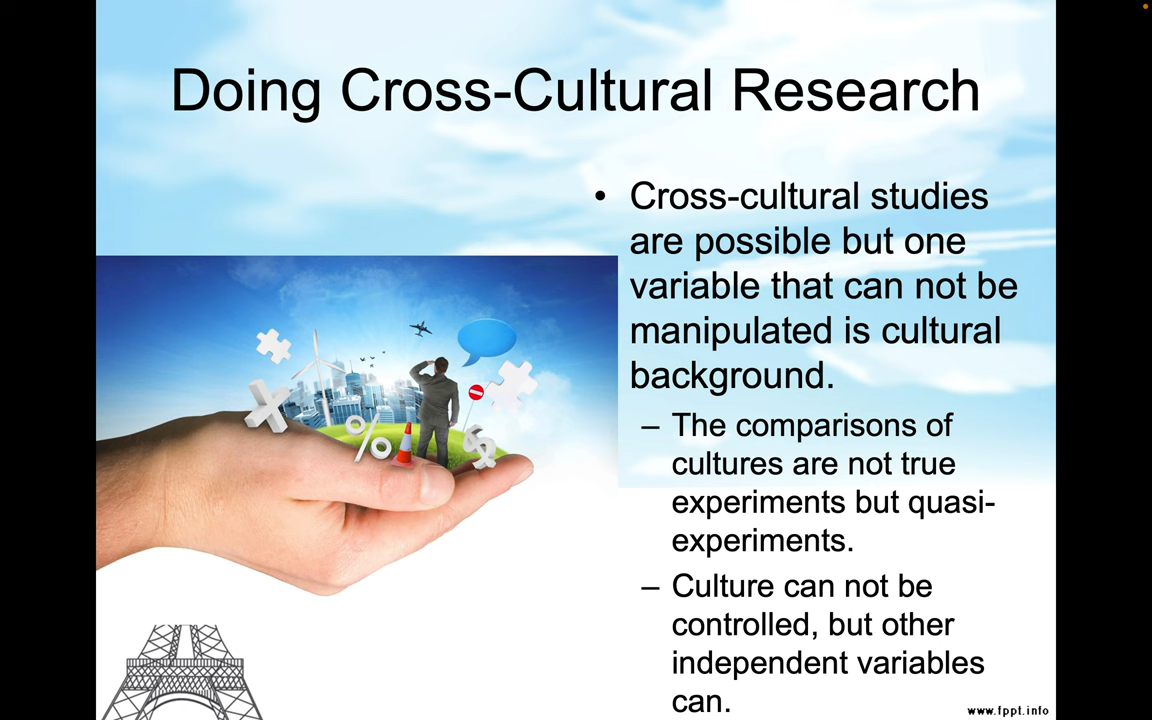 Doing Cross-Cultural Research
• Cross-cultural studies
are possible but one
variable that can not be
manipulated is cultural
background.
– The comparisons of
cultures are not true
experiments but quasi-
experiments.
– Culture can not be
controlled, but other
independent variables
can.
www.fppt.info